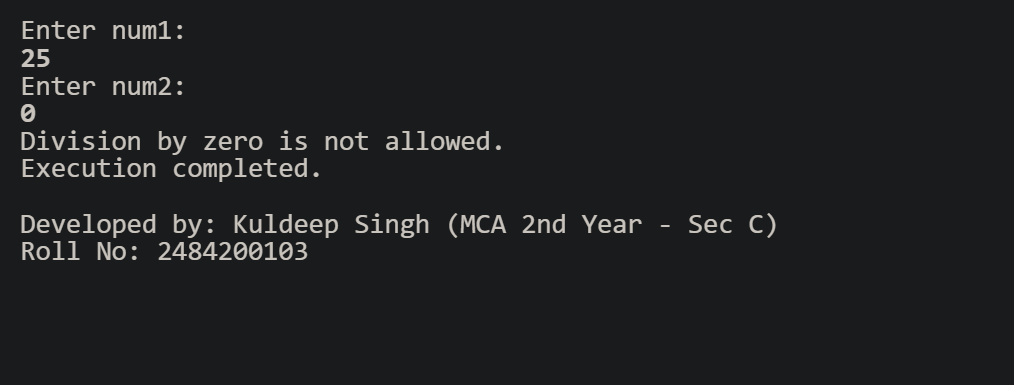 Enter num1:
25
Enter num2:
0
Division by zero is not allowed.
Execution completed.

Developed by: Kuldeep Singh (MCA 2nd Year - Sec C)
Roll No: 2484200103